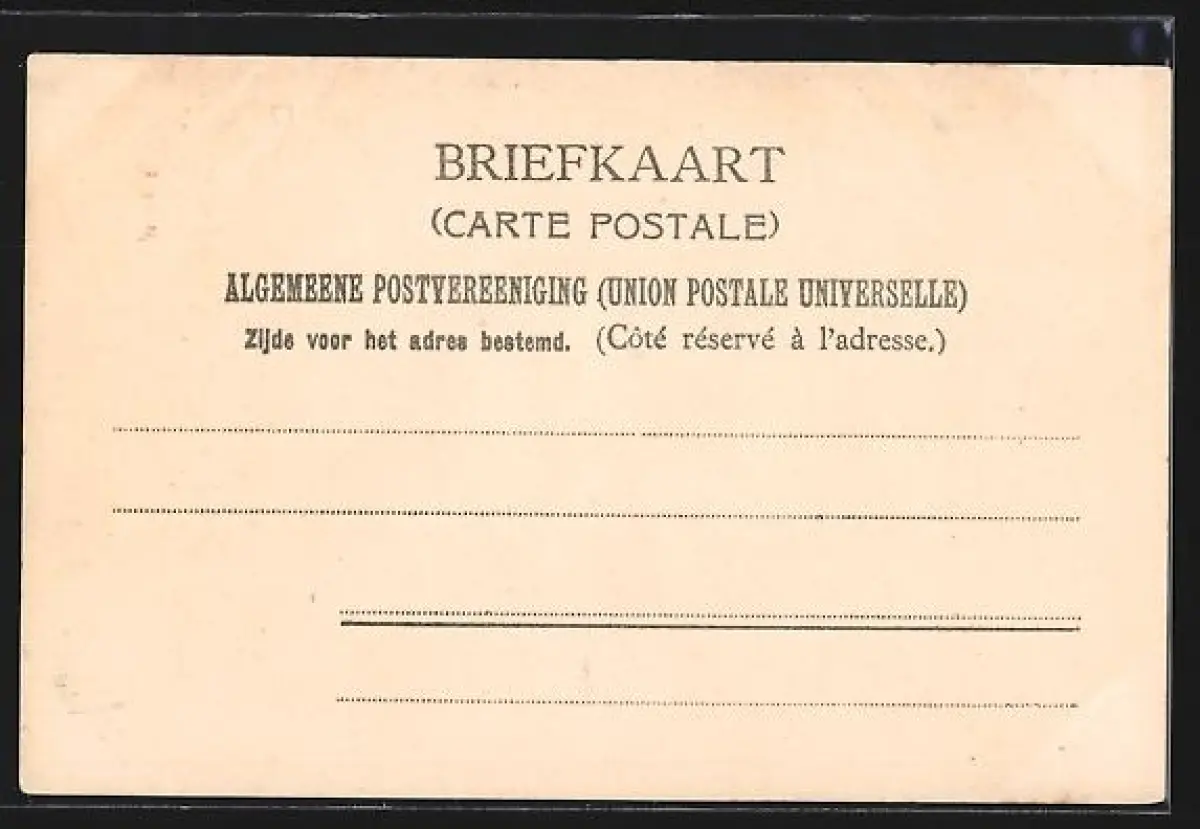 BRIEFKAART
(CARTE POSTALE)
ALGEMEENE POSTVEREENIGING (UNION POSTALE UNIVERSELLE)
Zijde voor het adres bestemd. (Côté réservé à l'adresse.)